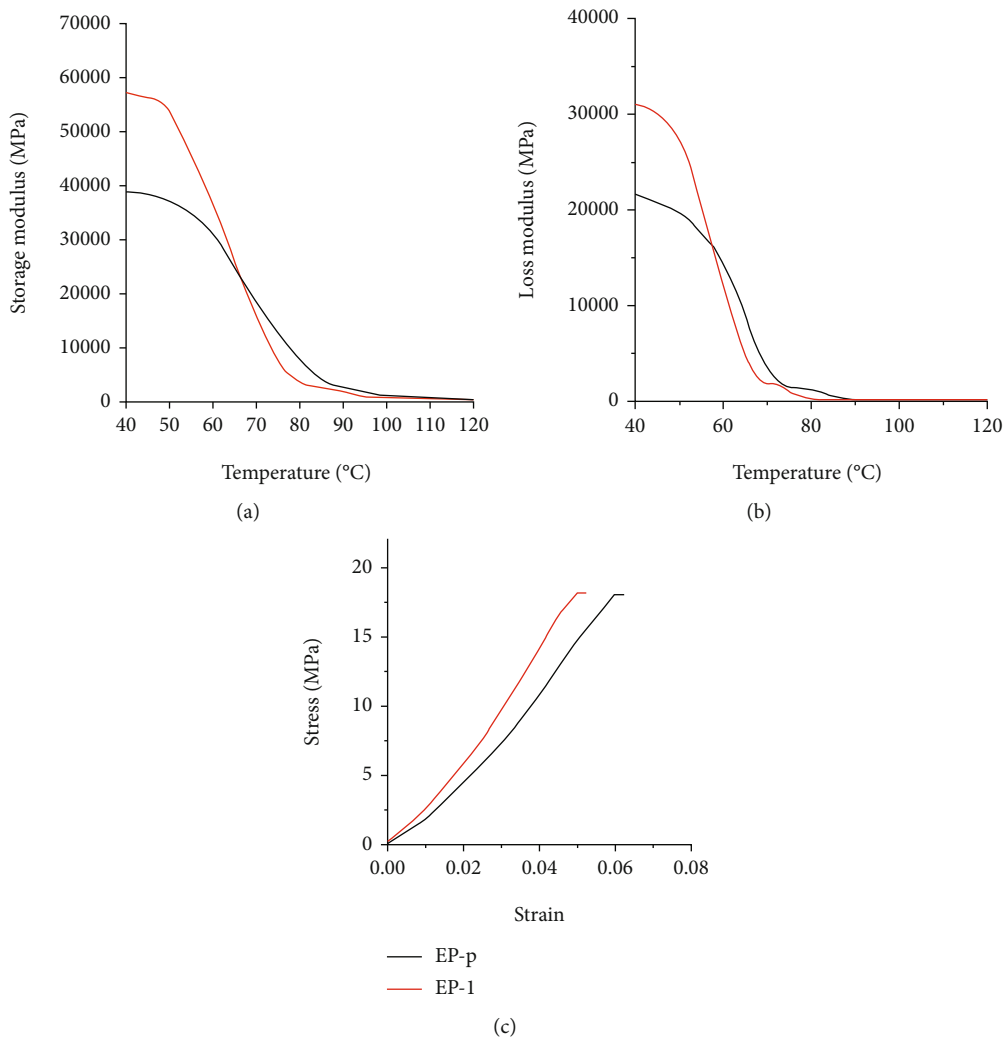 70000
60000
50000
40000
30000
20000
10000
0
Storage modulus (MPa)
40 50 60 70 80 90 100 110 120
Temperature (°C)
(a)
40000
30000
20000
10000
0
Loss modulus (MPa)
40 60 80 100 120
Temperature (°C)
(b)
20
15
10
5
0
Stress (MPa)
0.00 0.02 0.04 0.06 0.08
Strain
EP-p
EP-1
(c)